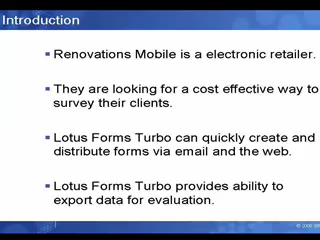 Introduction
Renovations Mobile is a electronic retailer.
They are looking for a cost effective way to
survey their clients.
Lotus Forms Turbo can quickly create and
distribute forms via email and the web.
Lotus Forms Turbo provides ability to
export data for evaluation.